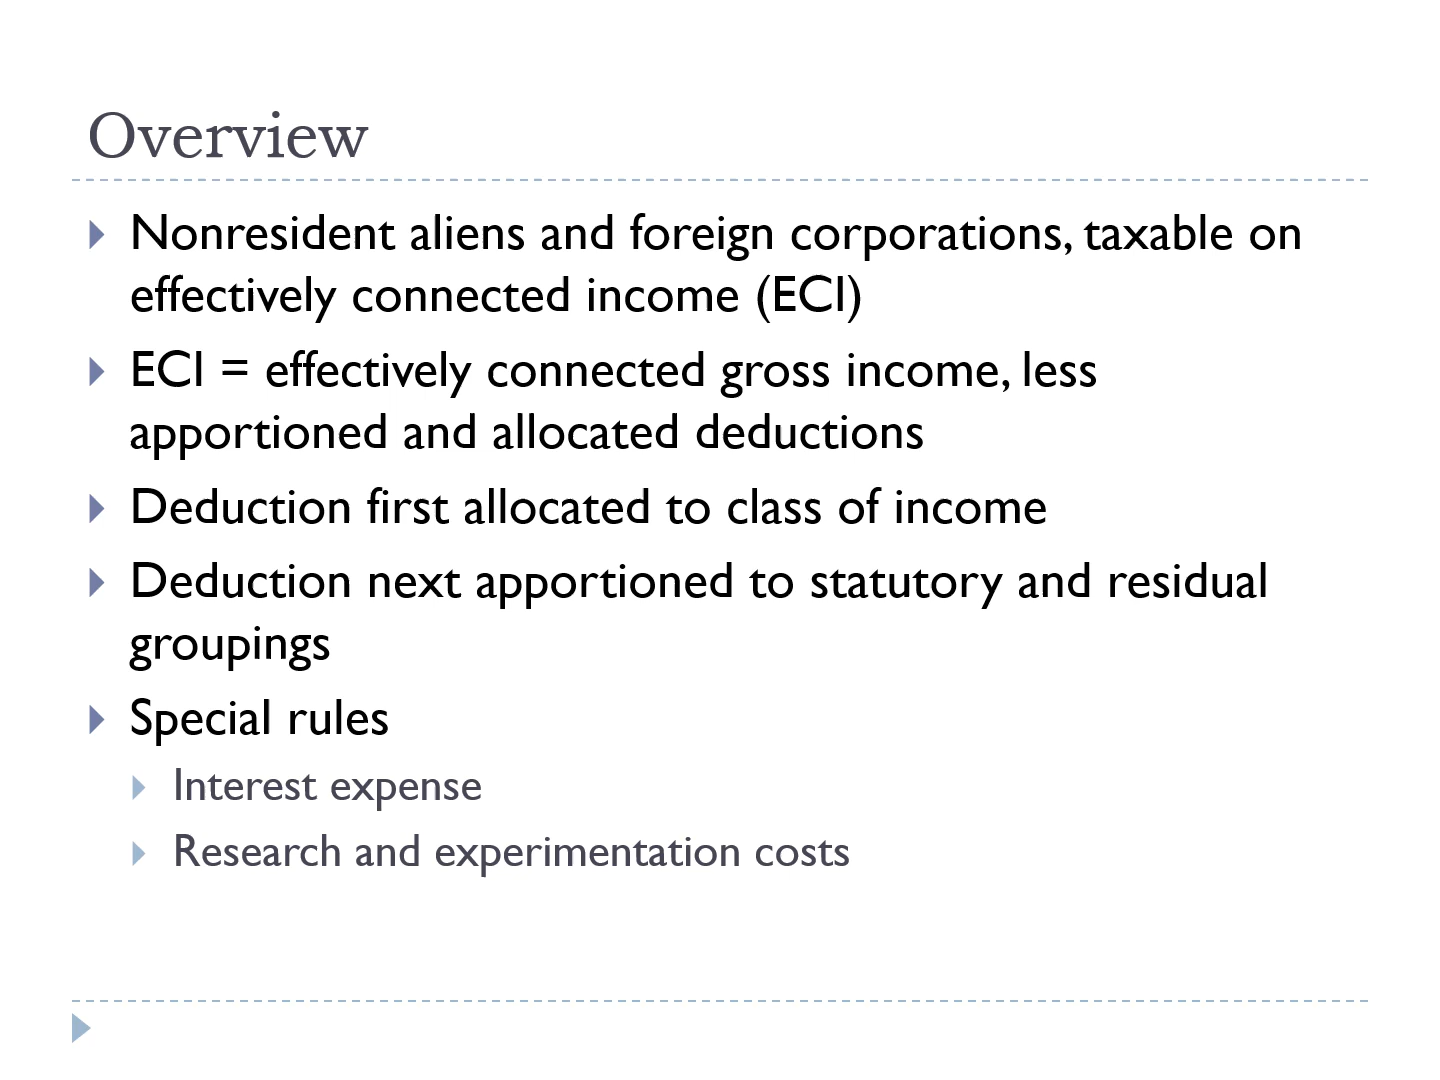 Overview
Nonresident aliens and foreign corporations, taxable on
effectively connected income (ECI)
ECI = effectively connected gross income, less
apportioned and allocated deductions
Deduction first allocated to class of income
Deduction next apportioned to statutory and residual
groupings
Special rules
Interest expense
Research and experimentation costs